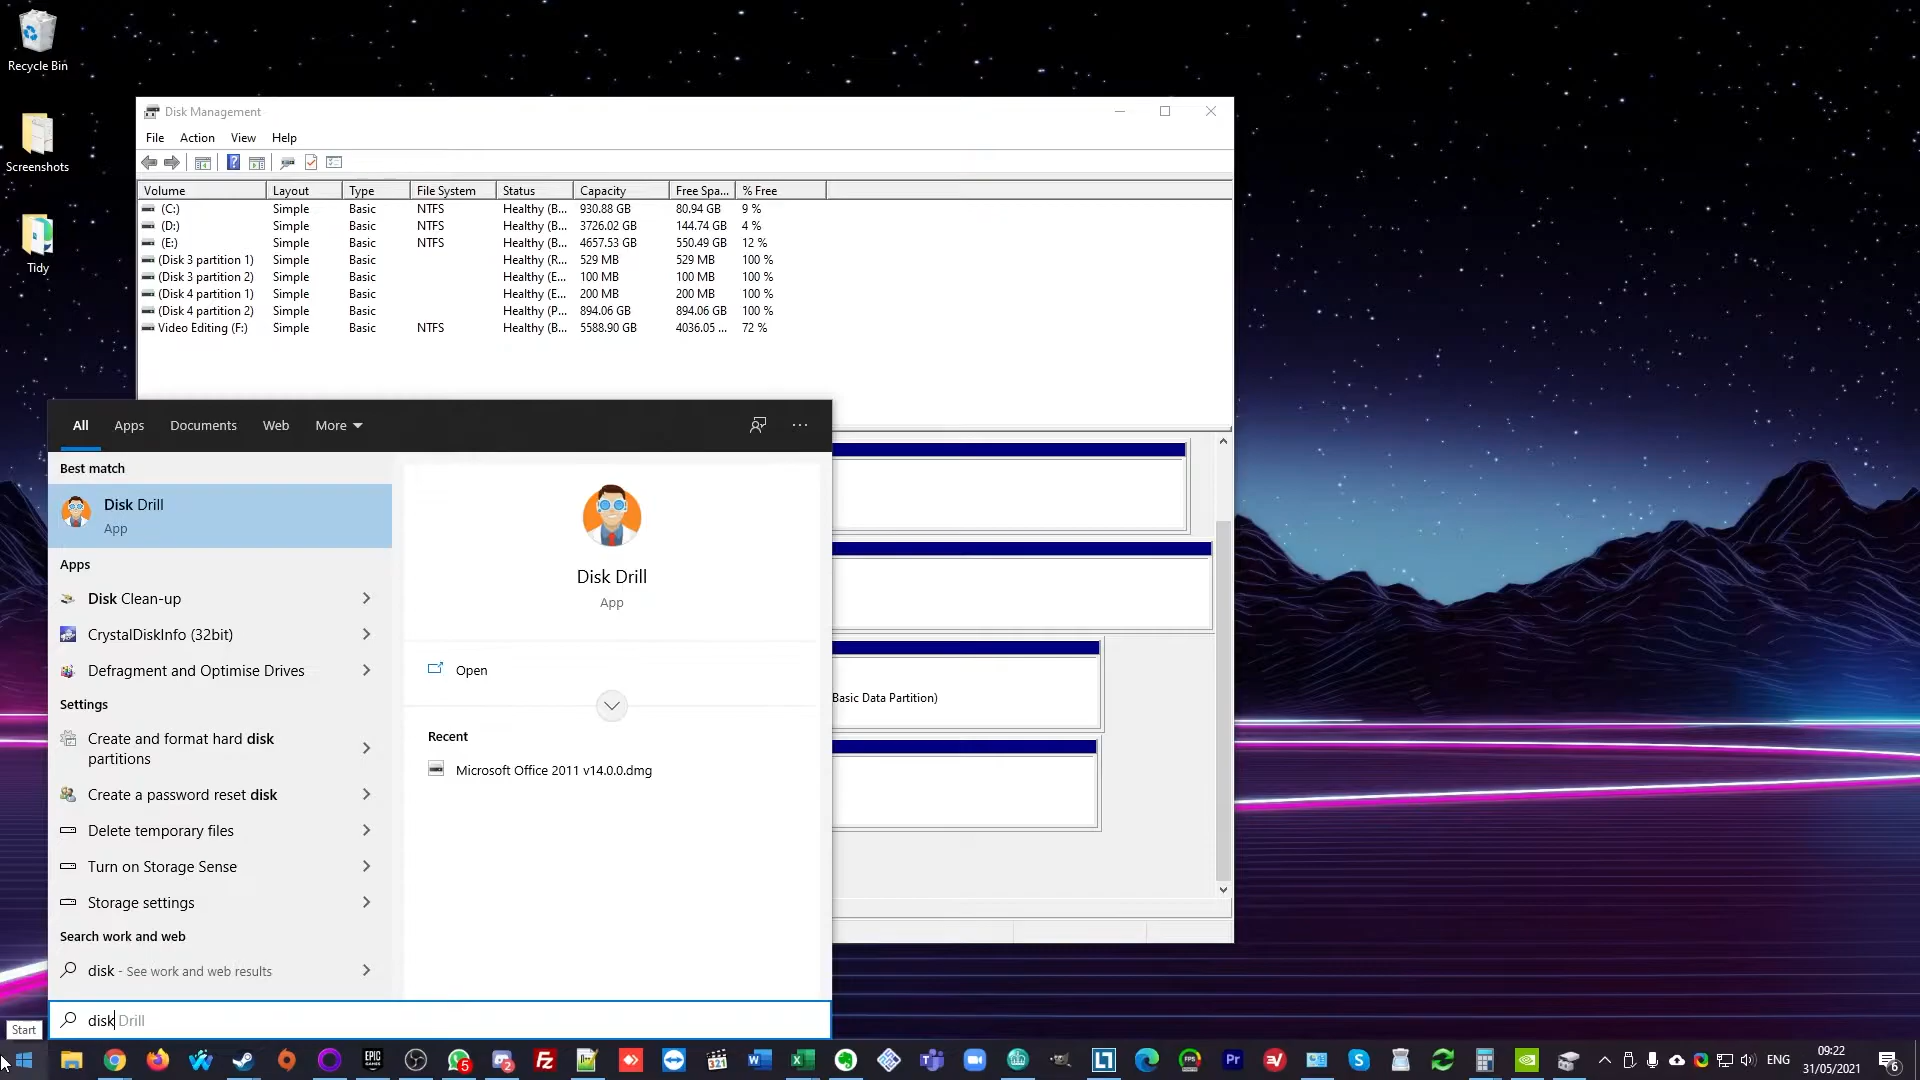 Recycle Bin
Screenshots
Tidy
Disk Management
File Action View Help
Volume Layout Type File System Status Capacity Free Spa... % Free
(C:) Simple Basic NTFS Healthy (B... 930.88 GB 80.94 GB 9 %
(D:) Simple Basic NTFS Healthy (B... 3726.02 GB 144.74 GB 4 %
(E:) Simple Basic NTFS Healthy (B... 4657.53 GB 550.49 GB 12 %
(Disk 3 partition 1) Simple Basic Healthy (R... 529 MB 529 MB 100 %
(Disk 3 partition 2) Simple Basic Healthy (E... 100 MB 100 MB 100 %
(Disk 4 partition 1) Simple Basic Healthy (E... 200 MB 200 MB 100 %
(Disk 4 partition 2) Simple Basic Healthy (P... 894.06 GB 894.06 GB 100 %
Video Editing (F:) Simple Basic NTFS Healthy (B... 5588.90 GB 4036.05 ... 72 %
All Apps Documents Web More ...
Best match
Disk Drill
App
Apps
Disk Clean-up
CrystalDiskInfo (32bit)
Defragment and Optimise Drives
Settings
Create and format hard disk
partitions
Create a password reset disk
Delete temporary files
Turn on Storage Sense
Storage settings
Search work and web
disk - See work and web results
Disk Drill
App
Open
Recent
Microsoft Office 2011 v14.0.0.dmg
Basic Data Partition)
disk Drill
Start
EPIC
GAMES
5
2
FZ
321
Pr
ENG
09:22
31/05/2021
6